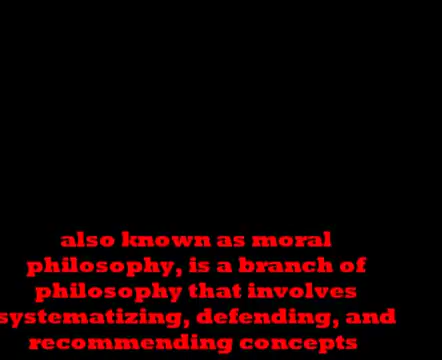 also known as moral
philosophy, is a branch of
philosophy that involves
systematizing, defending, and
recommending concepts